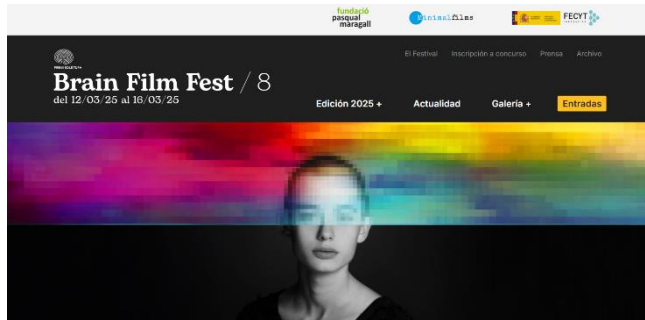 fundació
pasqual
maragall
minimalfilms
FECYT
El Festival Inscripción a concurso Prensa Archivo
Brain Film Fest / 8
del 12/03/25 al 16/03/25
Edición 2025 + Actualidad Galería + Entradas